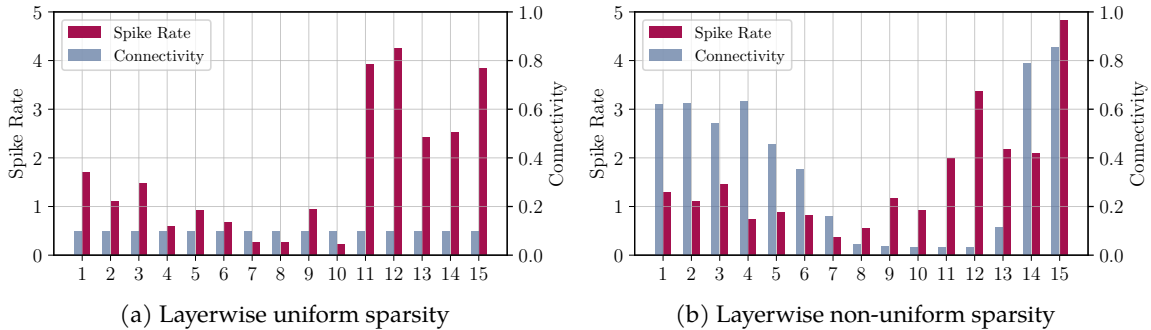 5
4
3
2
1
0
Spike Rate
Spike Rate
Connectivity
1.0
0.8
0.6
0.4
0.2
0.0
Connectivity
1 2 3 4 5 6 7 8 9 10 11 12 13 14 15
(a) Layerwise uniform sparsity
5
4
3
2
1
0
Spike Rate
Spike Rate
Connectivity
1.0
0.8
0.6
0.4
0.2
0.0
Connectivity
1 2 3 4 5 6 7 8 9 10 11 12 13 14 15
(b) Layerwise non-uniform sparsity